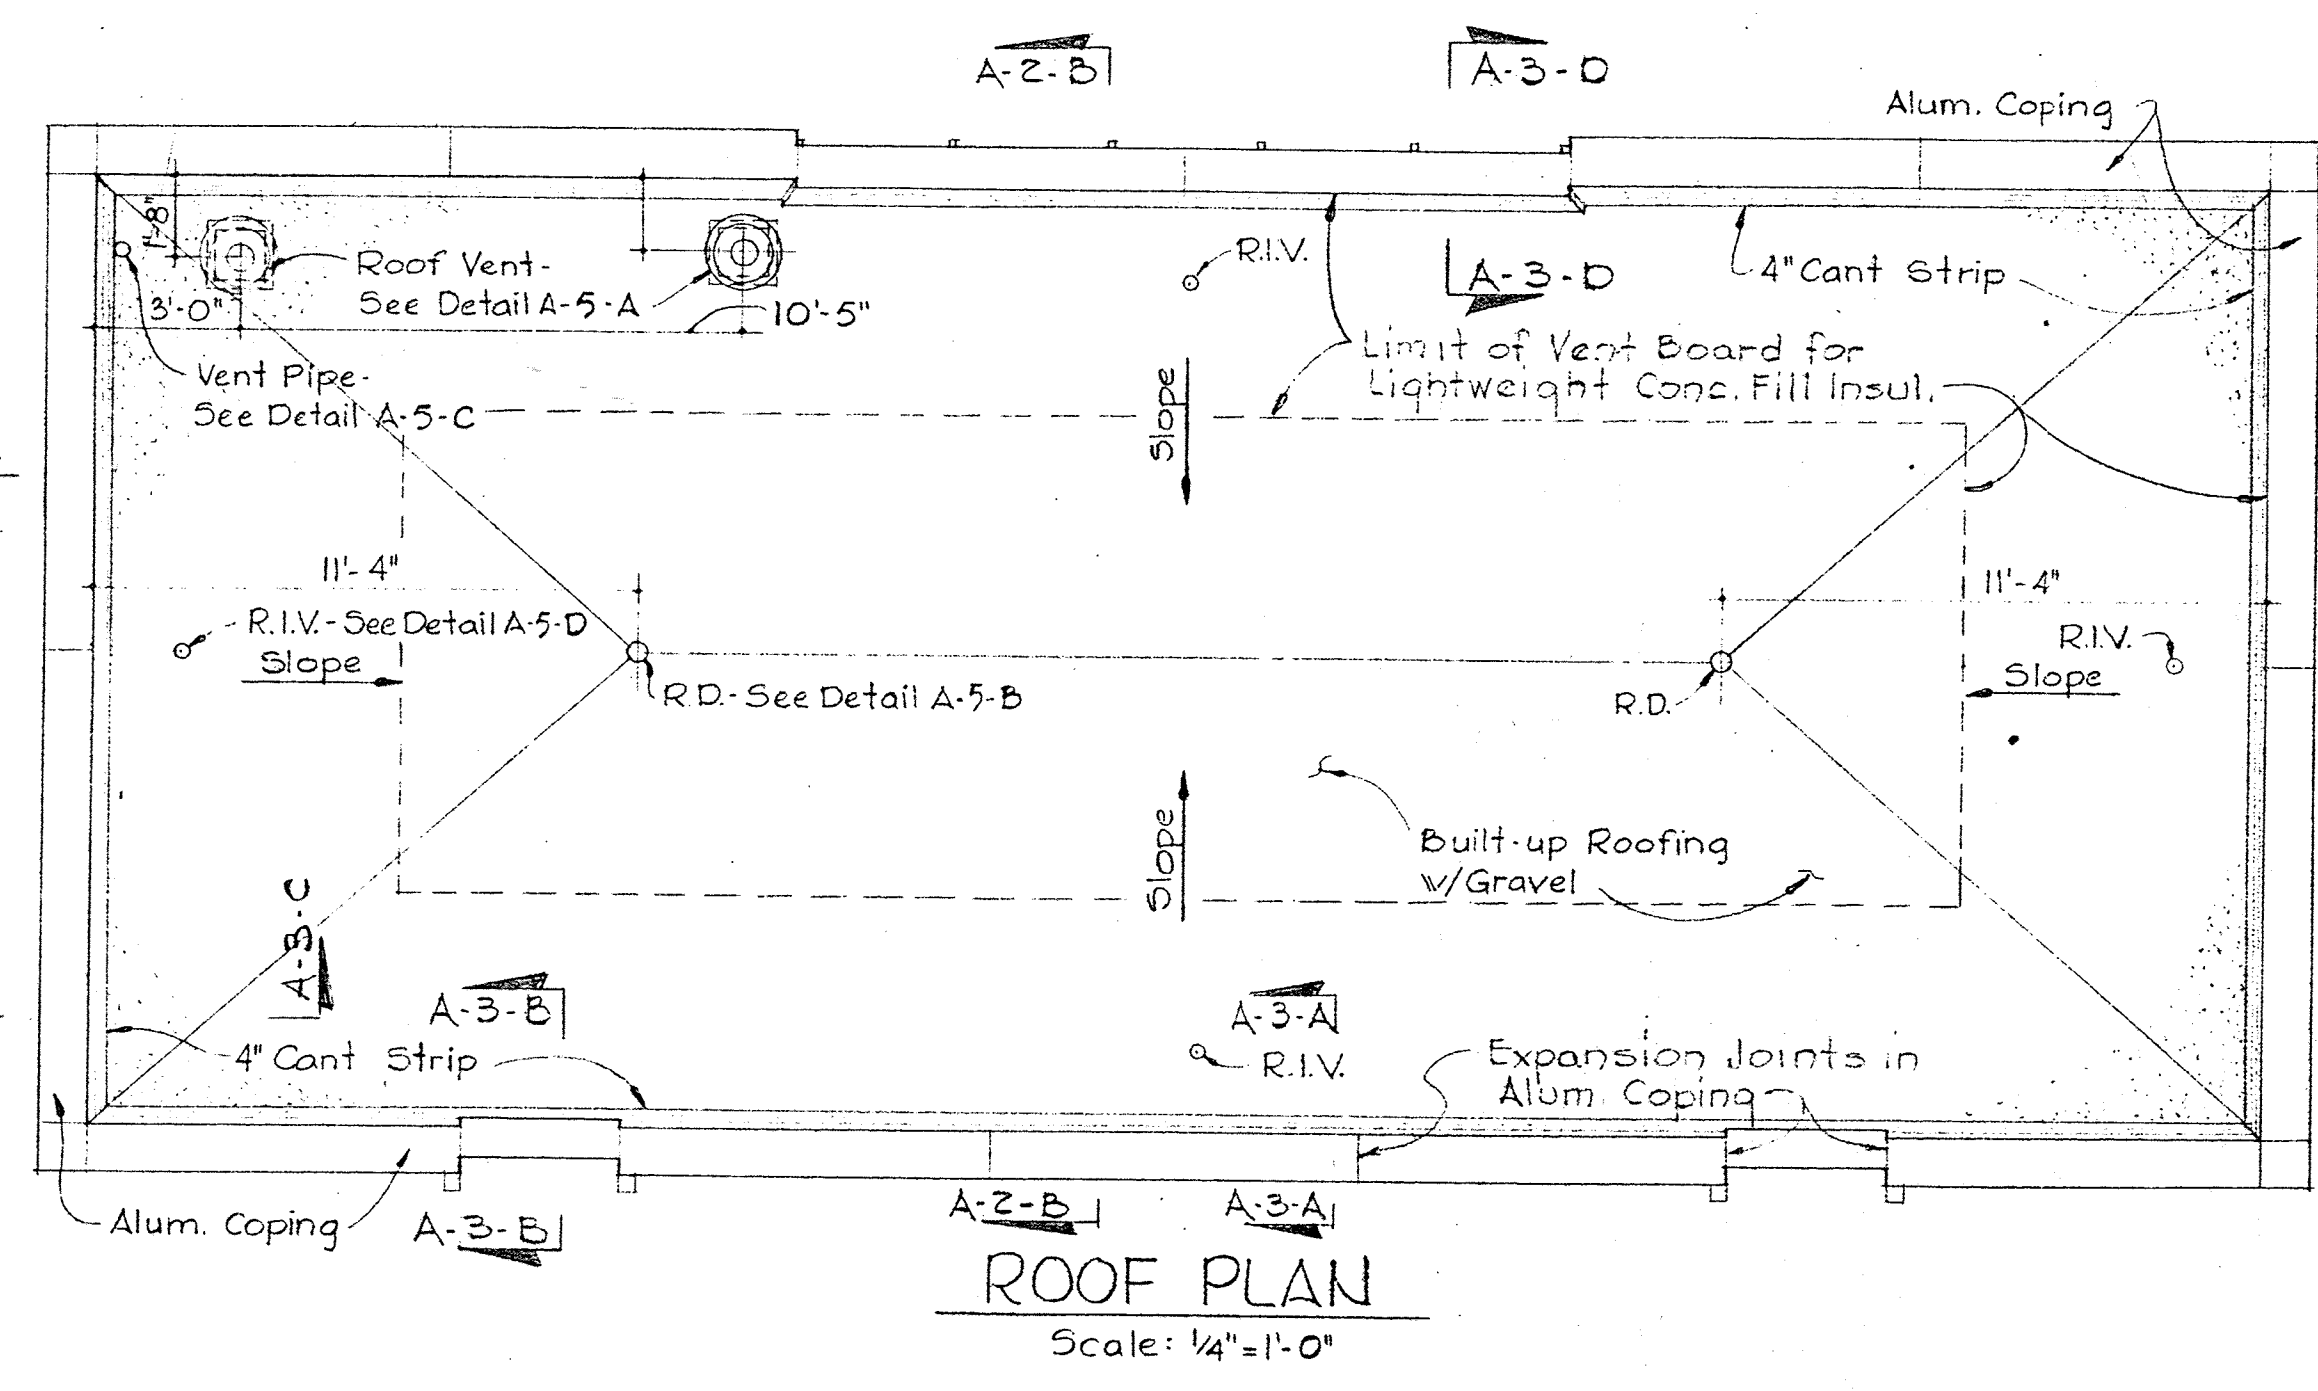 A-2-B
A-3-D
Alum. Coping
1'-8"
Roof Vent-
See Detail A-5-A
3'-0"
10'-5"
R.I.V.
A-3-D
4" Cant Strip
Limit of Vent Board for
Lightweight Conc. Fill Insul.
Vent Pipe-
See Detail A-5-C
Slope
11'-4"
R.I.V.-See Detail A-5-D
Slope
R.D.-See Detail A-5-B
11'-4"
R.I.V.
Slope
R.D.
Slope
Built-up Roofing
w/Gravel
A-3-C
A-3-B
A-3-A
4" Cant Strip
R.I.V.
Expansion Joints in
Alum. Coping
Alum. Coping
A-3-B
A-2-B
A-3-A
ROOF PLAN
Scale: 1/4"=1'-0"